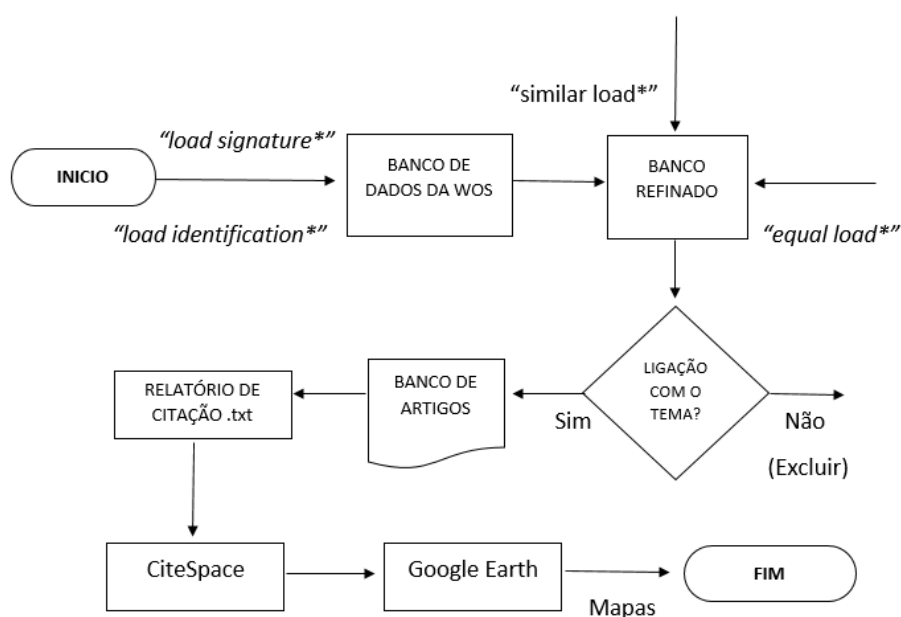 “similar load*”
“load signature*”
INICIO
BANCO DE
DADOS DA WOS
BANCO
REFINADO
“load identification*”
“equal load*”
LIGAÇÃO
COM O
TEMA?
Sim
Não
(Excluir)
BANCO DE
ARTIGOS
RELATÓRIO DE
CITAÇÃO .txt
CiteSpace
Google Earth
Mapas
FIM